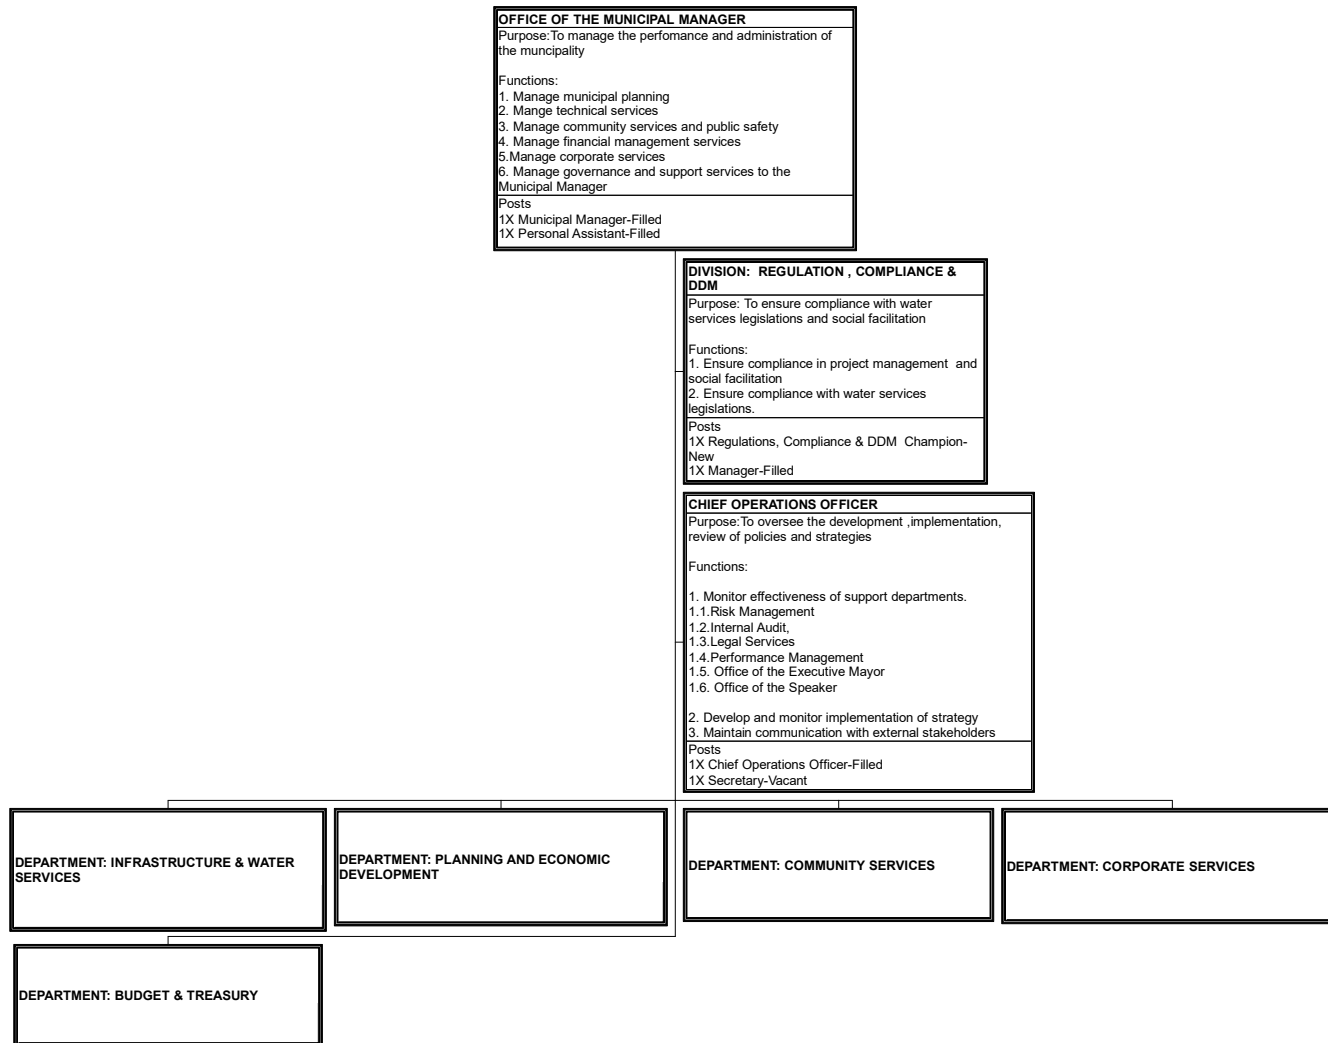 OFFICE OF THE MUNICIPAL MANAGER
Purpose:To manage the perfomance and administration of
the muncipality
Functions:
1. Manage municipal planning
2. Mange technical services
3. Manage community services and public safety
4. Manage financial management services
5.Manage corporate services
6. Manage governance and support services to the
Municipal Manager
Posts
1X Municipal Manager-Filled
1X Personal Assistant-Filled
DIVISION: REGULATION , COMPLIANCE &
DDM
Purpose: To ensure compliance with water
services legislations and social facilitation
Functions:
1. Ensure compliance in project management and
social facilitation
2. Ensure compliance with water services
legislations.
Posts
1X Regulations, Compliance & DDM Champion-
New
1X Manager-Filled
CHIEF OPERATIONS OFFICER
Purpose:To oversee the development ,implementation,
review of policies and strategies
Functions:
1. Monitor effectiveness of support departments.
1.1.Risk Management
1.2.Internal Audit,
1.3.Legal Services
1.4.Performance Management
1.5. Office of the Executive Mayor
1.6. Office of the Speaker
2. Develop and monitor implementation of strategy
3. Maintain communication with external stakeholders
Posts
1X Chief Operations Officer-Filled
1X Secretary-Vacant
DEPARTMENT: INFRASTRUCTURE & WATER
SERVICES
DEPARTMENT: PLANNING AND ECONOMIC
DEVELOPMENT
DEPARTMENT: COMMUNITY SERVICES
DEPARTMENT: CORPORATE SERVICES
DEPARTMENT: BUDGET & TREASURY